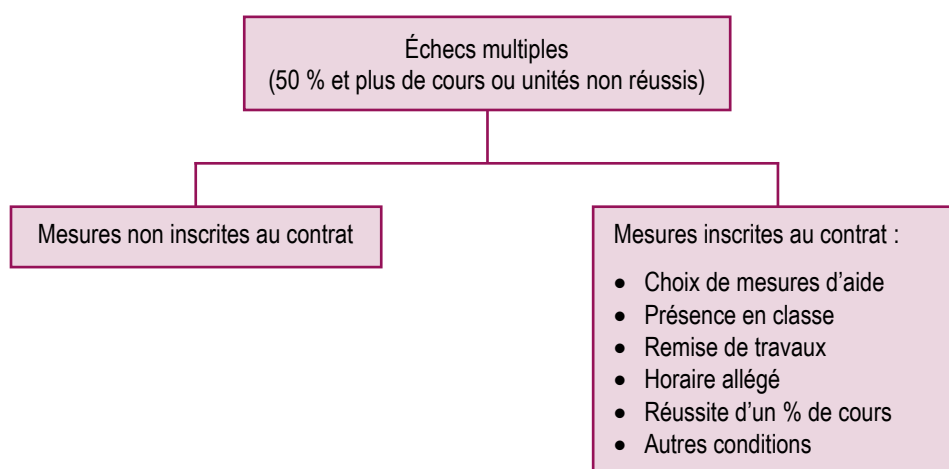 Échecs multiples
(50 % et plus de cours ou unités non réussis)
Mesures non inscrites au contrat
Mesures inscrites au contrat :
• Choix de mesures d’aide
• Présence en classe
• Remise de travaux
• Horaire allégé
• Réussite d’un % de cours
• Autres conditions